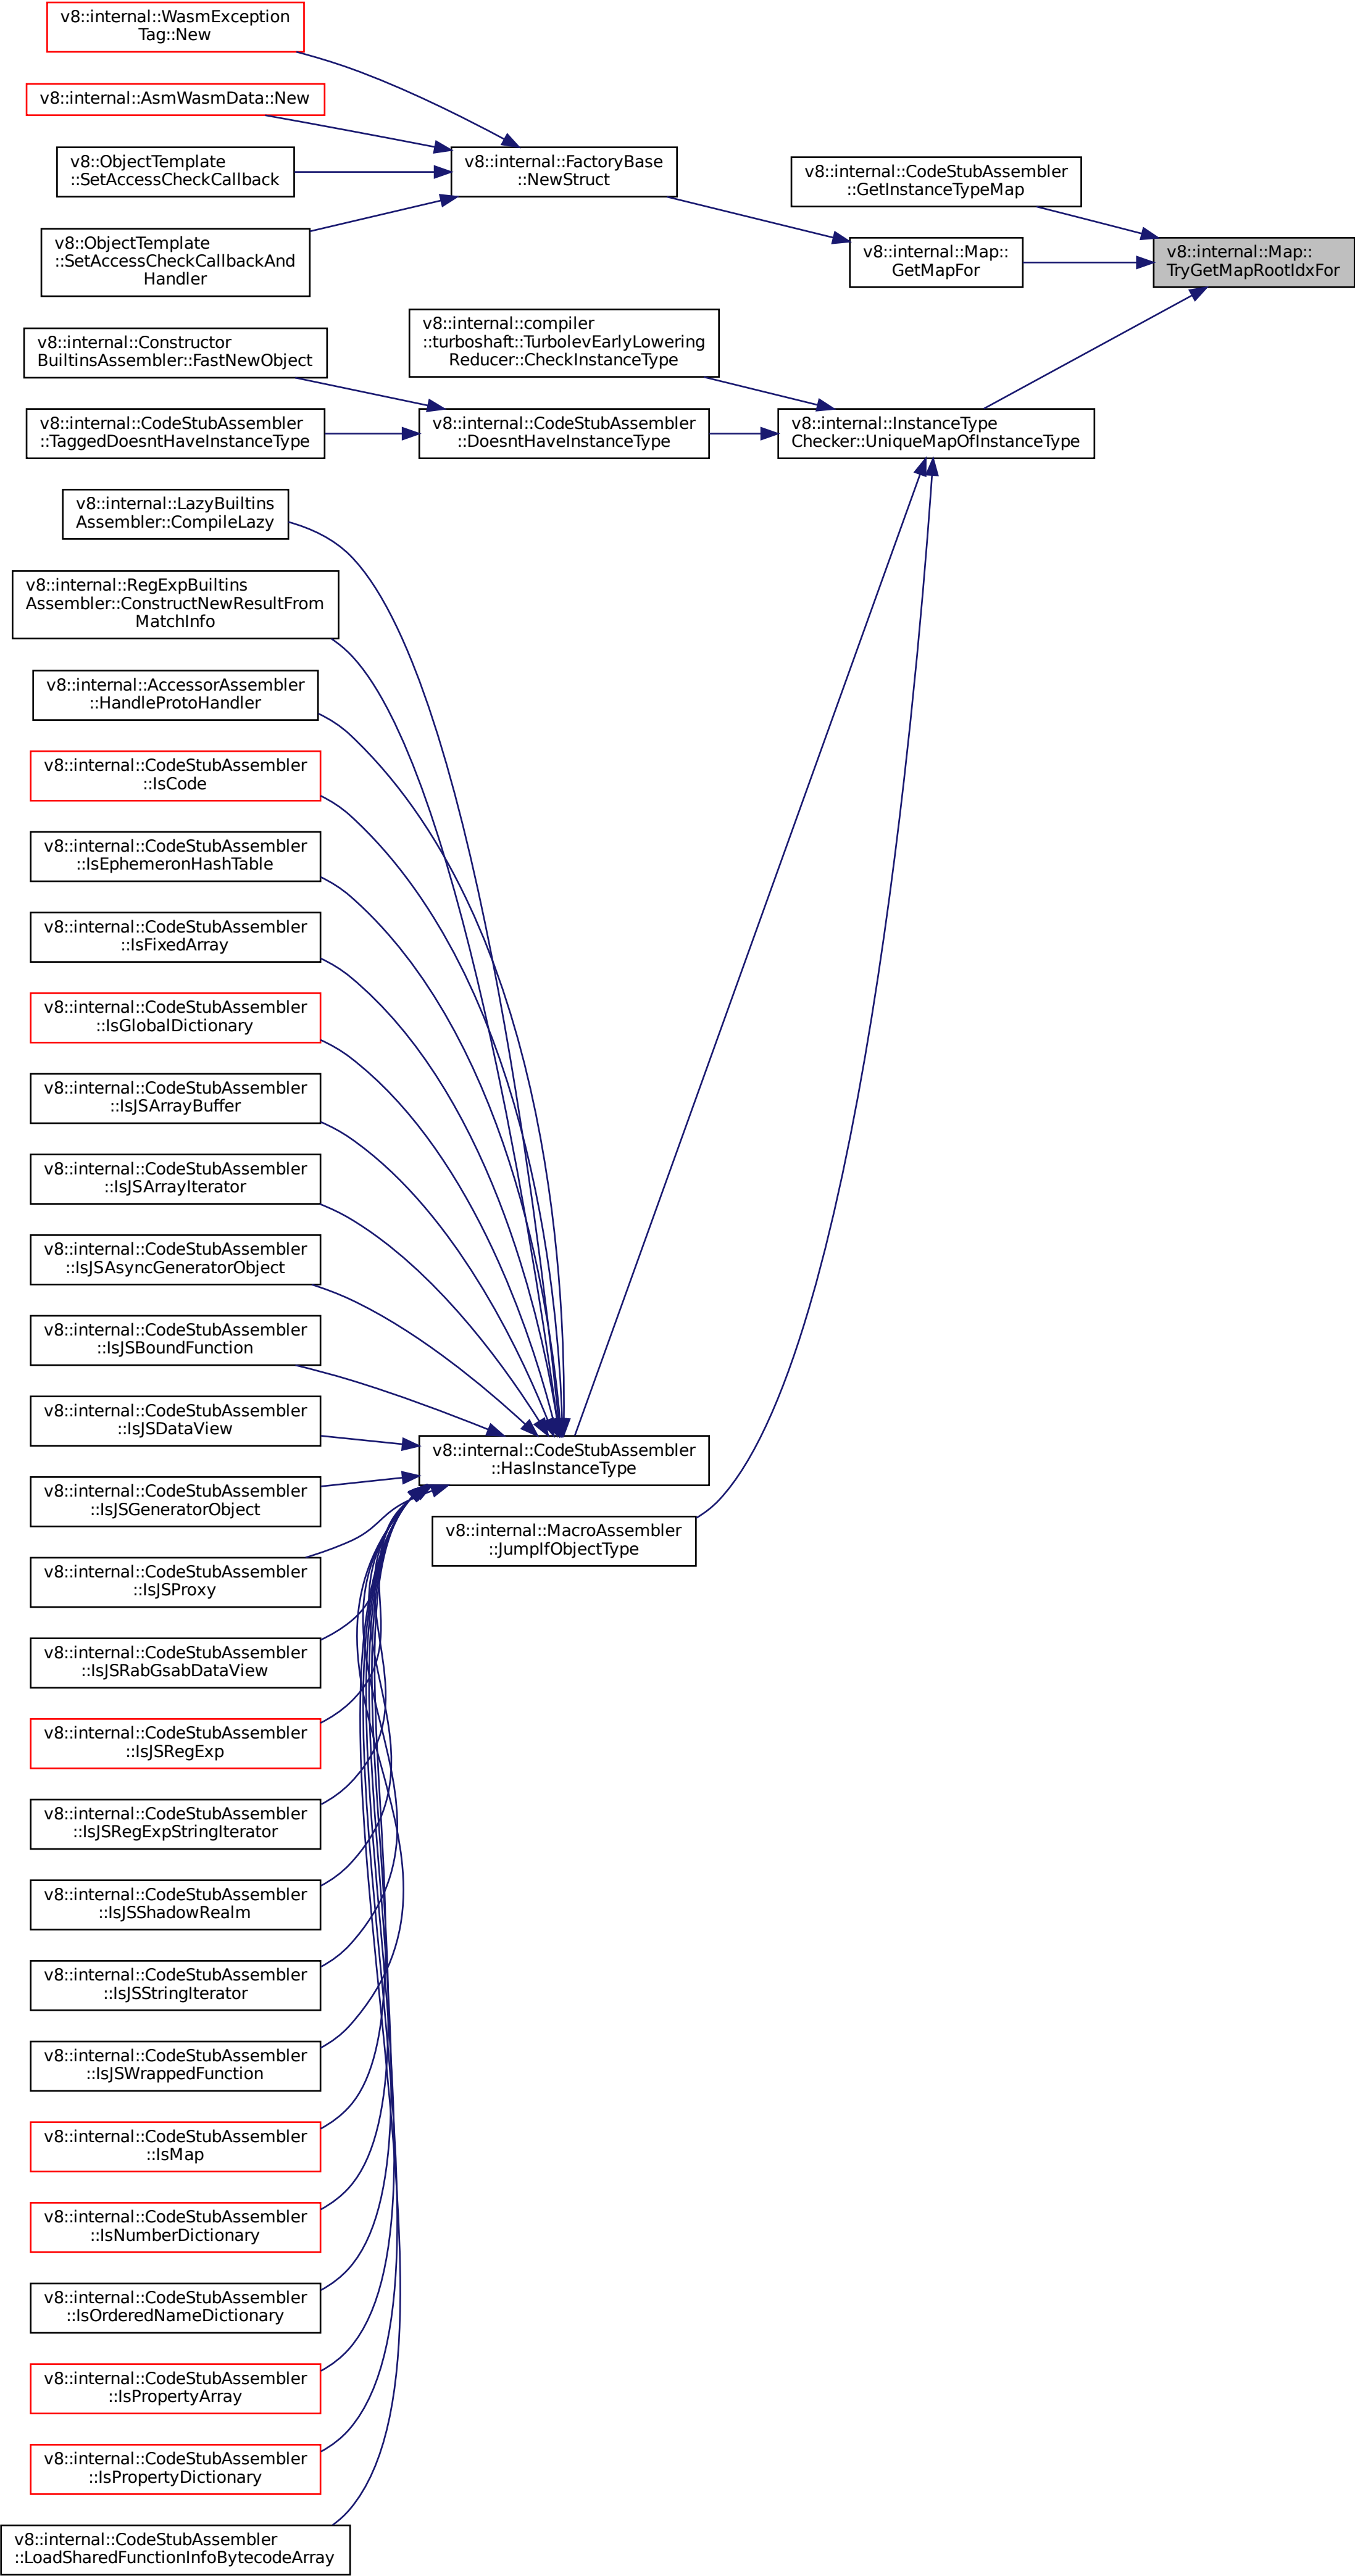 v8::internal::WasmException
Tag::New
v8::internal::AsmWasmData::New
v8::ObjectTemplate
::SetAccessCheckCallback
v8::ObjectTemplate
::SetAccessCheckCallbackAnd
Handler
v8::internal::FactoryBase
::NewStruct
v8::internal::CodeStubAssembler
::GetInstanceTypeMap
v8::internal::Map::
GetMapFor
v8::internal::Map::
TryGetMapRootIdxFor
v8::internal::Constructor
BuiltinsAssembler::FastNewObject
v8::internal::compiler
::turboshaft::TurbolevEarlyLowering
Reducer::CheckInstanceType
v8::internal::CodeStubAssembler
::TaggedDoesntHaveInstanceType
v8::internal::CodeStubAssembler
::DoesntHaveInstanceType
v8::internal::InstanceType
Checker::UniqueMapOfInstanceType
v8::internal::LazyBuiltins
Assembler::CompileLazy
v8::internal::RegExpBuiltins
Assembler::ConstructNewResultFrom
MatchInfo
v8::internal::AccessorAssembler
::HandleProtoHandler
v8::internal::CodeStubAssembler
::IsCode
v8::internal::CodeStubAssembler
::IsEphemeronHashTable
v8::internal::CodeStubAssembler
::IsFixedArray
v8::internal::CodeStubAssembler
::IsGlobalDictionary
v8::internal::CodeStubAssembler
::IsJSArrayBuffer
v8::internal::CodeStubAssembler
::IsJSArrayIterator
v8::internal::CodeStubAssembler
::IsJSAsyncGeneratorObject
v8::internal::CodeStubAssembler
::IsJSBoundFunction
v8::internal::CodeStubAssembler
::IsJSDataView
v8::internal::CodeStubAssembler
::HasInstanceType
v8::internal::CodeStubAssembler
::IsJSGeneratorObject
v8::internal::MacroAssembler
::JumpIfObjectType
v8::internal::CodeStubAssembler
::IsJSProxy
v8::internal::CodeStubAssembler
::IsJSRabGsabDataView
v8::internal::CodeStubAssembler
::IsJSRegExp
v8::internal::CodeStubAssembler
::IsJSRegExpStringIterator
v8::internal::CodeStubAssembler
::IsJSShadowRealm
v8::internal::CodeStubAssembler
::IsJSStringIterator
v8::internal::CodeStubAssembler
::IsJSWrappedFunction
v8::internal::CodeStubAssembler
::IsMap
v8::internal::CodeStubAssembler
::IsNumberDictionary
v8::internal::CodeStubAssembler
::IsOrderedNameDictionary
v8::internal::CodeStubAssembler
::IsPropertyArray
v8::internal::CodeStubAssembler
::IsPropertyDictionary
v8::internal::CodeStubAssembler
::LoadSharedFunctionInfoBytecodeArray